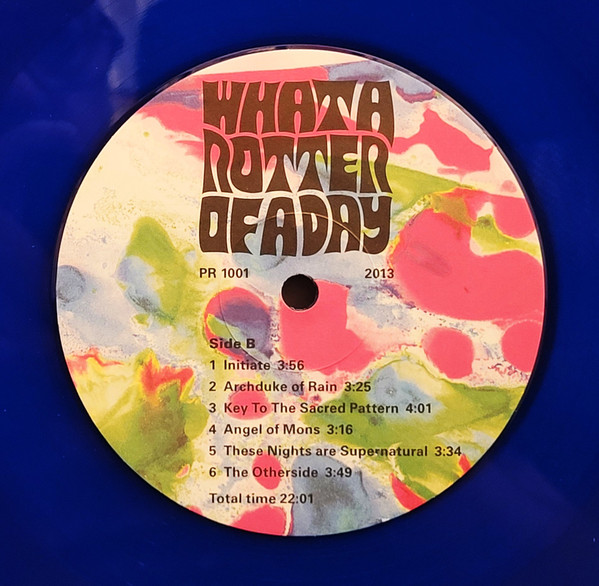 WHAT A
NOTTEN
OF A DAY
PR 1001 2013
Side B
1 Initiate 3:56
2 Archduke of Rain 3:25
3 Key To The Sacred Pattern 4:01
4 Angel of Mons 3:16
5 These Nights are Supernatural 3:34
6 The Otherside 3:49
Total time 22:01